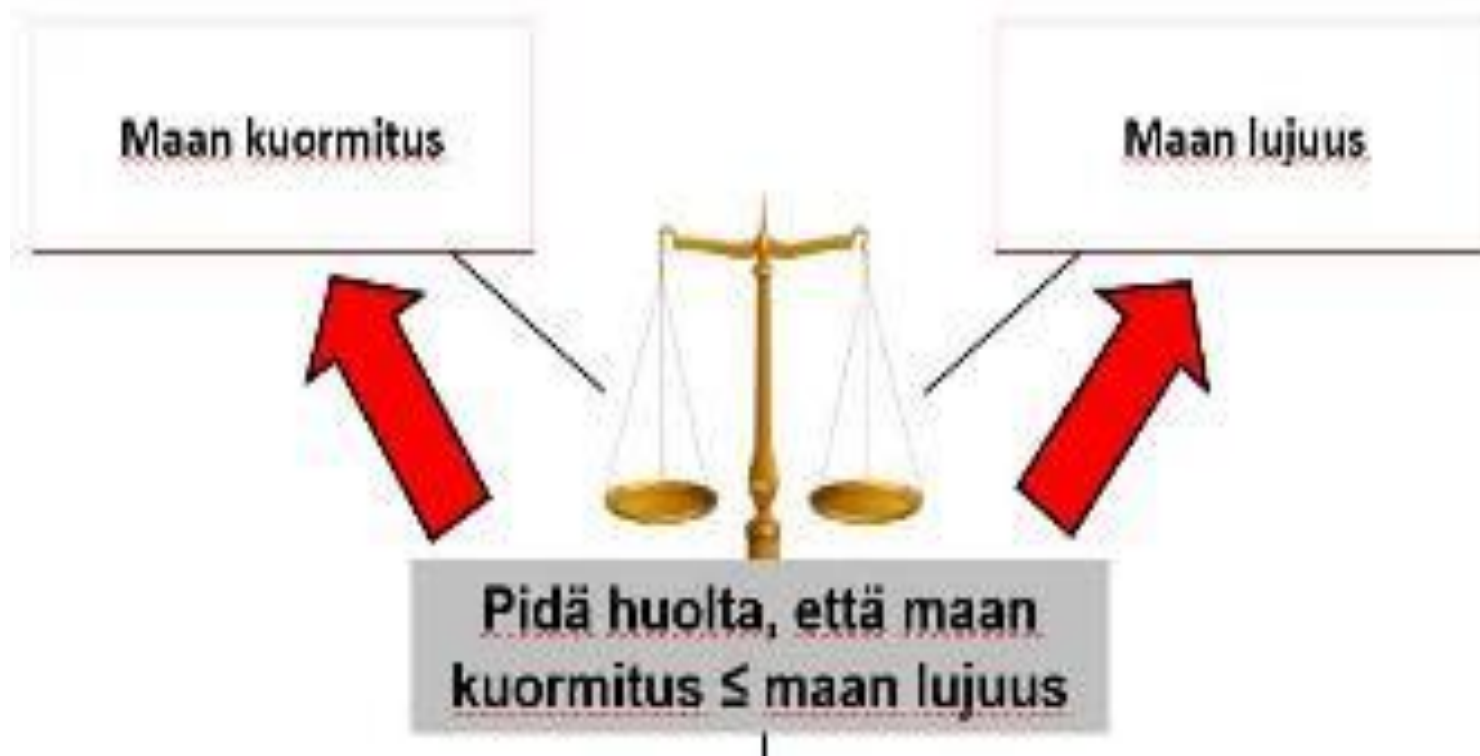 Maan kuormitus
Maan lujuus
Pidä huolta, että maan
kuormitus ≤ maan lujuus